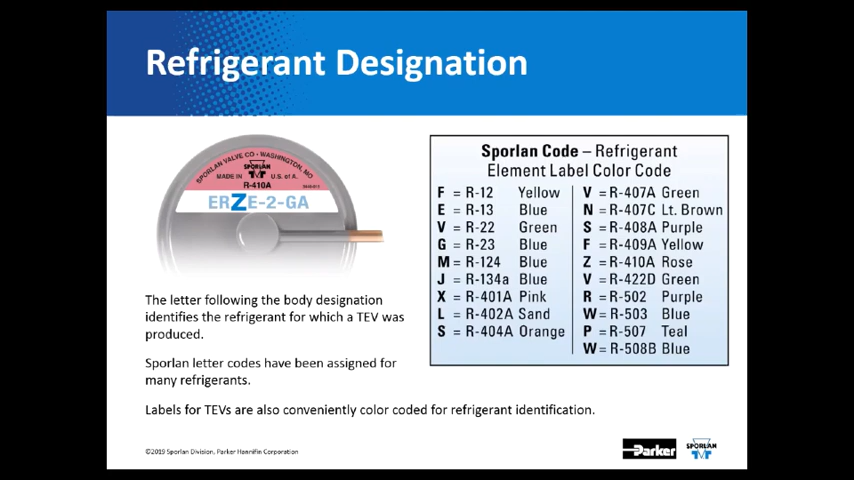 Refrigerant Designation
SPORLAN VALVE CO • WASHINGTON, MO
SPORLAN
MADE IN U.S. of A.
R-410A
ERZE-2-GA
The letter following the body designation
identifies the refrigerant for which a TEV was
produced.
Sporlan letter codes have been assigned for
many refrigerants.
Labels for TEVs are also conveniently color coded for refrigerant identification.
Sporlan Code – Refrigerant
Element Label Color Code
F = R-12 Yellow
E = R-13 Blue
V = R-22 Green
G = R-23 Blue
M = R-124 Blue
J = R-134a Blue
X = R-401A Pink
L = R-402A Sand
S = R-404A Orange
V = R-407A Green
N = R-407C Lt. Brown
S = R-408A Purple
F = R-409A Yellow
Z = R-410A Rose
V = R-422D Green
R = R-502 Purple
W = R-503 Blue
P = R-507 Teal
W = R-508B Blue
©2019 Sporlan Division, Parker Hannifin Corporation
Parker
SPORLAN